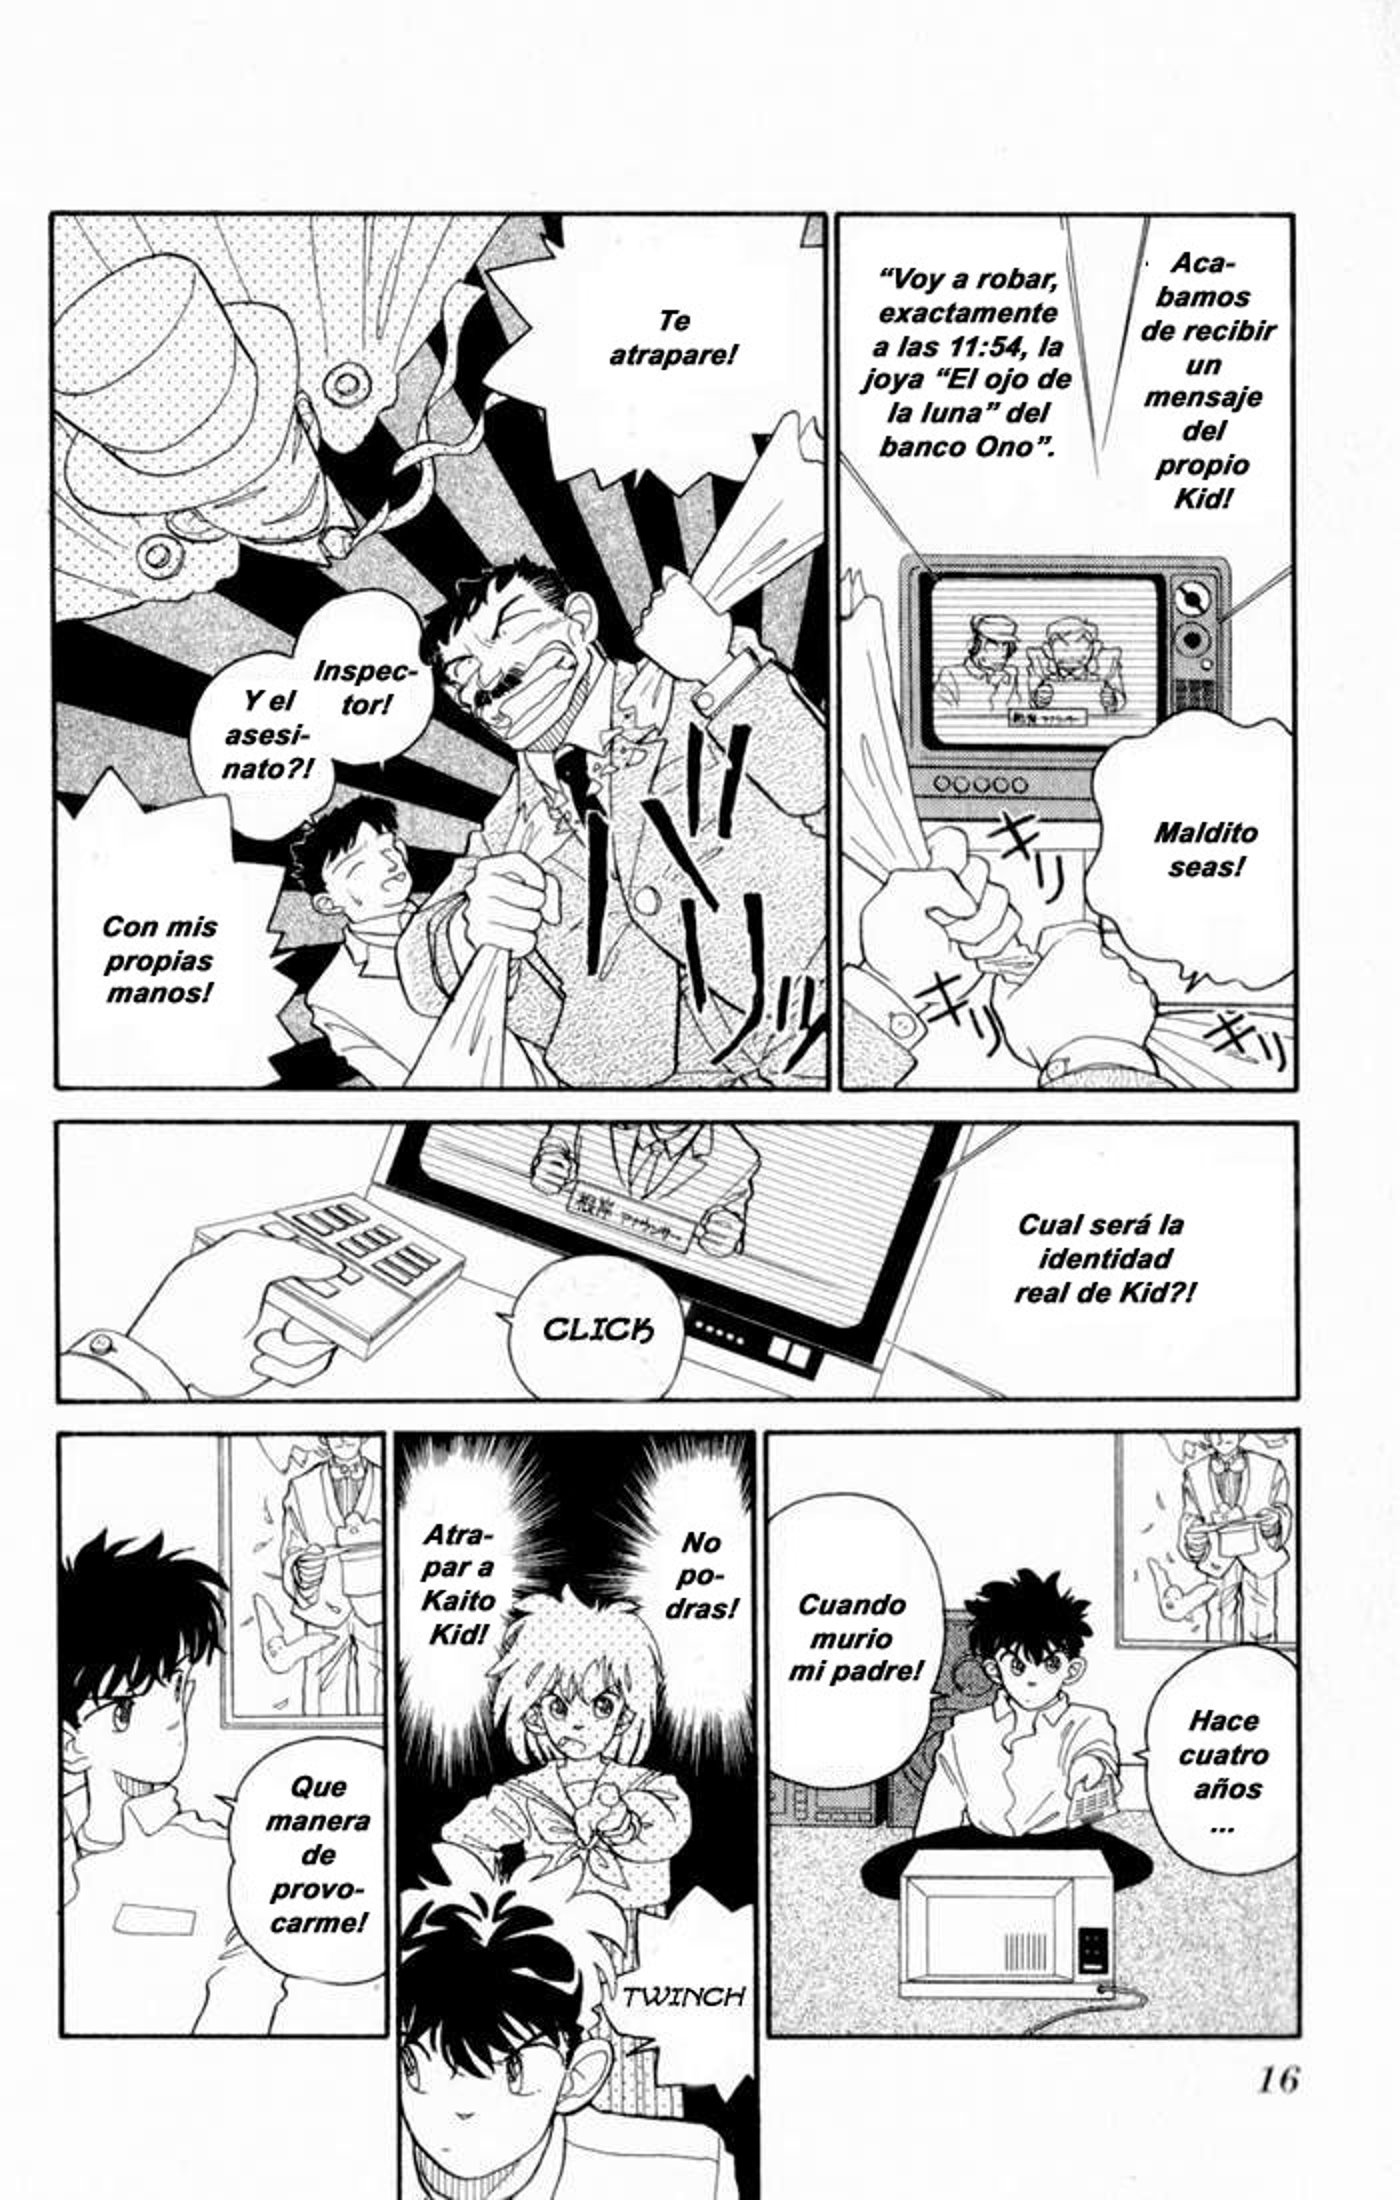 Aca-
bamos
de recibir
un
mensaje
del
propio
Kid!
“Voy a robar,
exactamente
a las 11:54, la
joya “El ojo de
la luna” del
banco Ono”.
Maldito
seas!
キリ
キリ
キリ
Te
atrapare!
Inspec-
tor!
Y el
asesi-
nato?!
Con mis
propias
manos!
Cual será la
identidad
real de Kid?!
CLICK
Hace
cuatro
años
...
Cuando
murio
mi padre!
No
po-
dras!
Atra-
par a
Kaito
Kid!
TWINCH
Que
manera
de
provo-
carme!
16